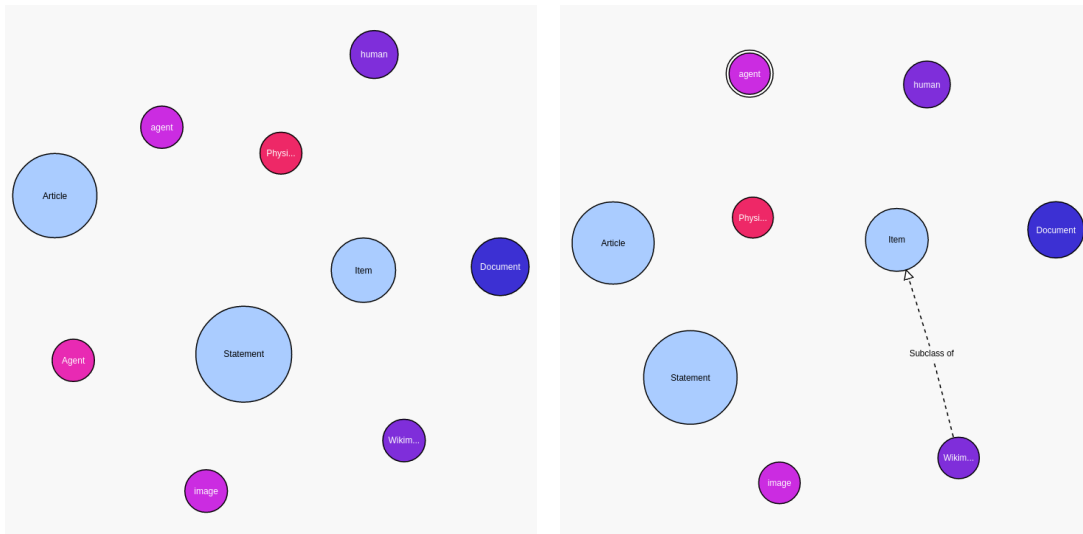 human
agent
Physi...
Article
Item
Document
Statement
Agent
Wikim...
image
agent
human
Physi...
Article
Item
Document
Subclass of
Statement
Wikim...
image